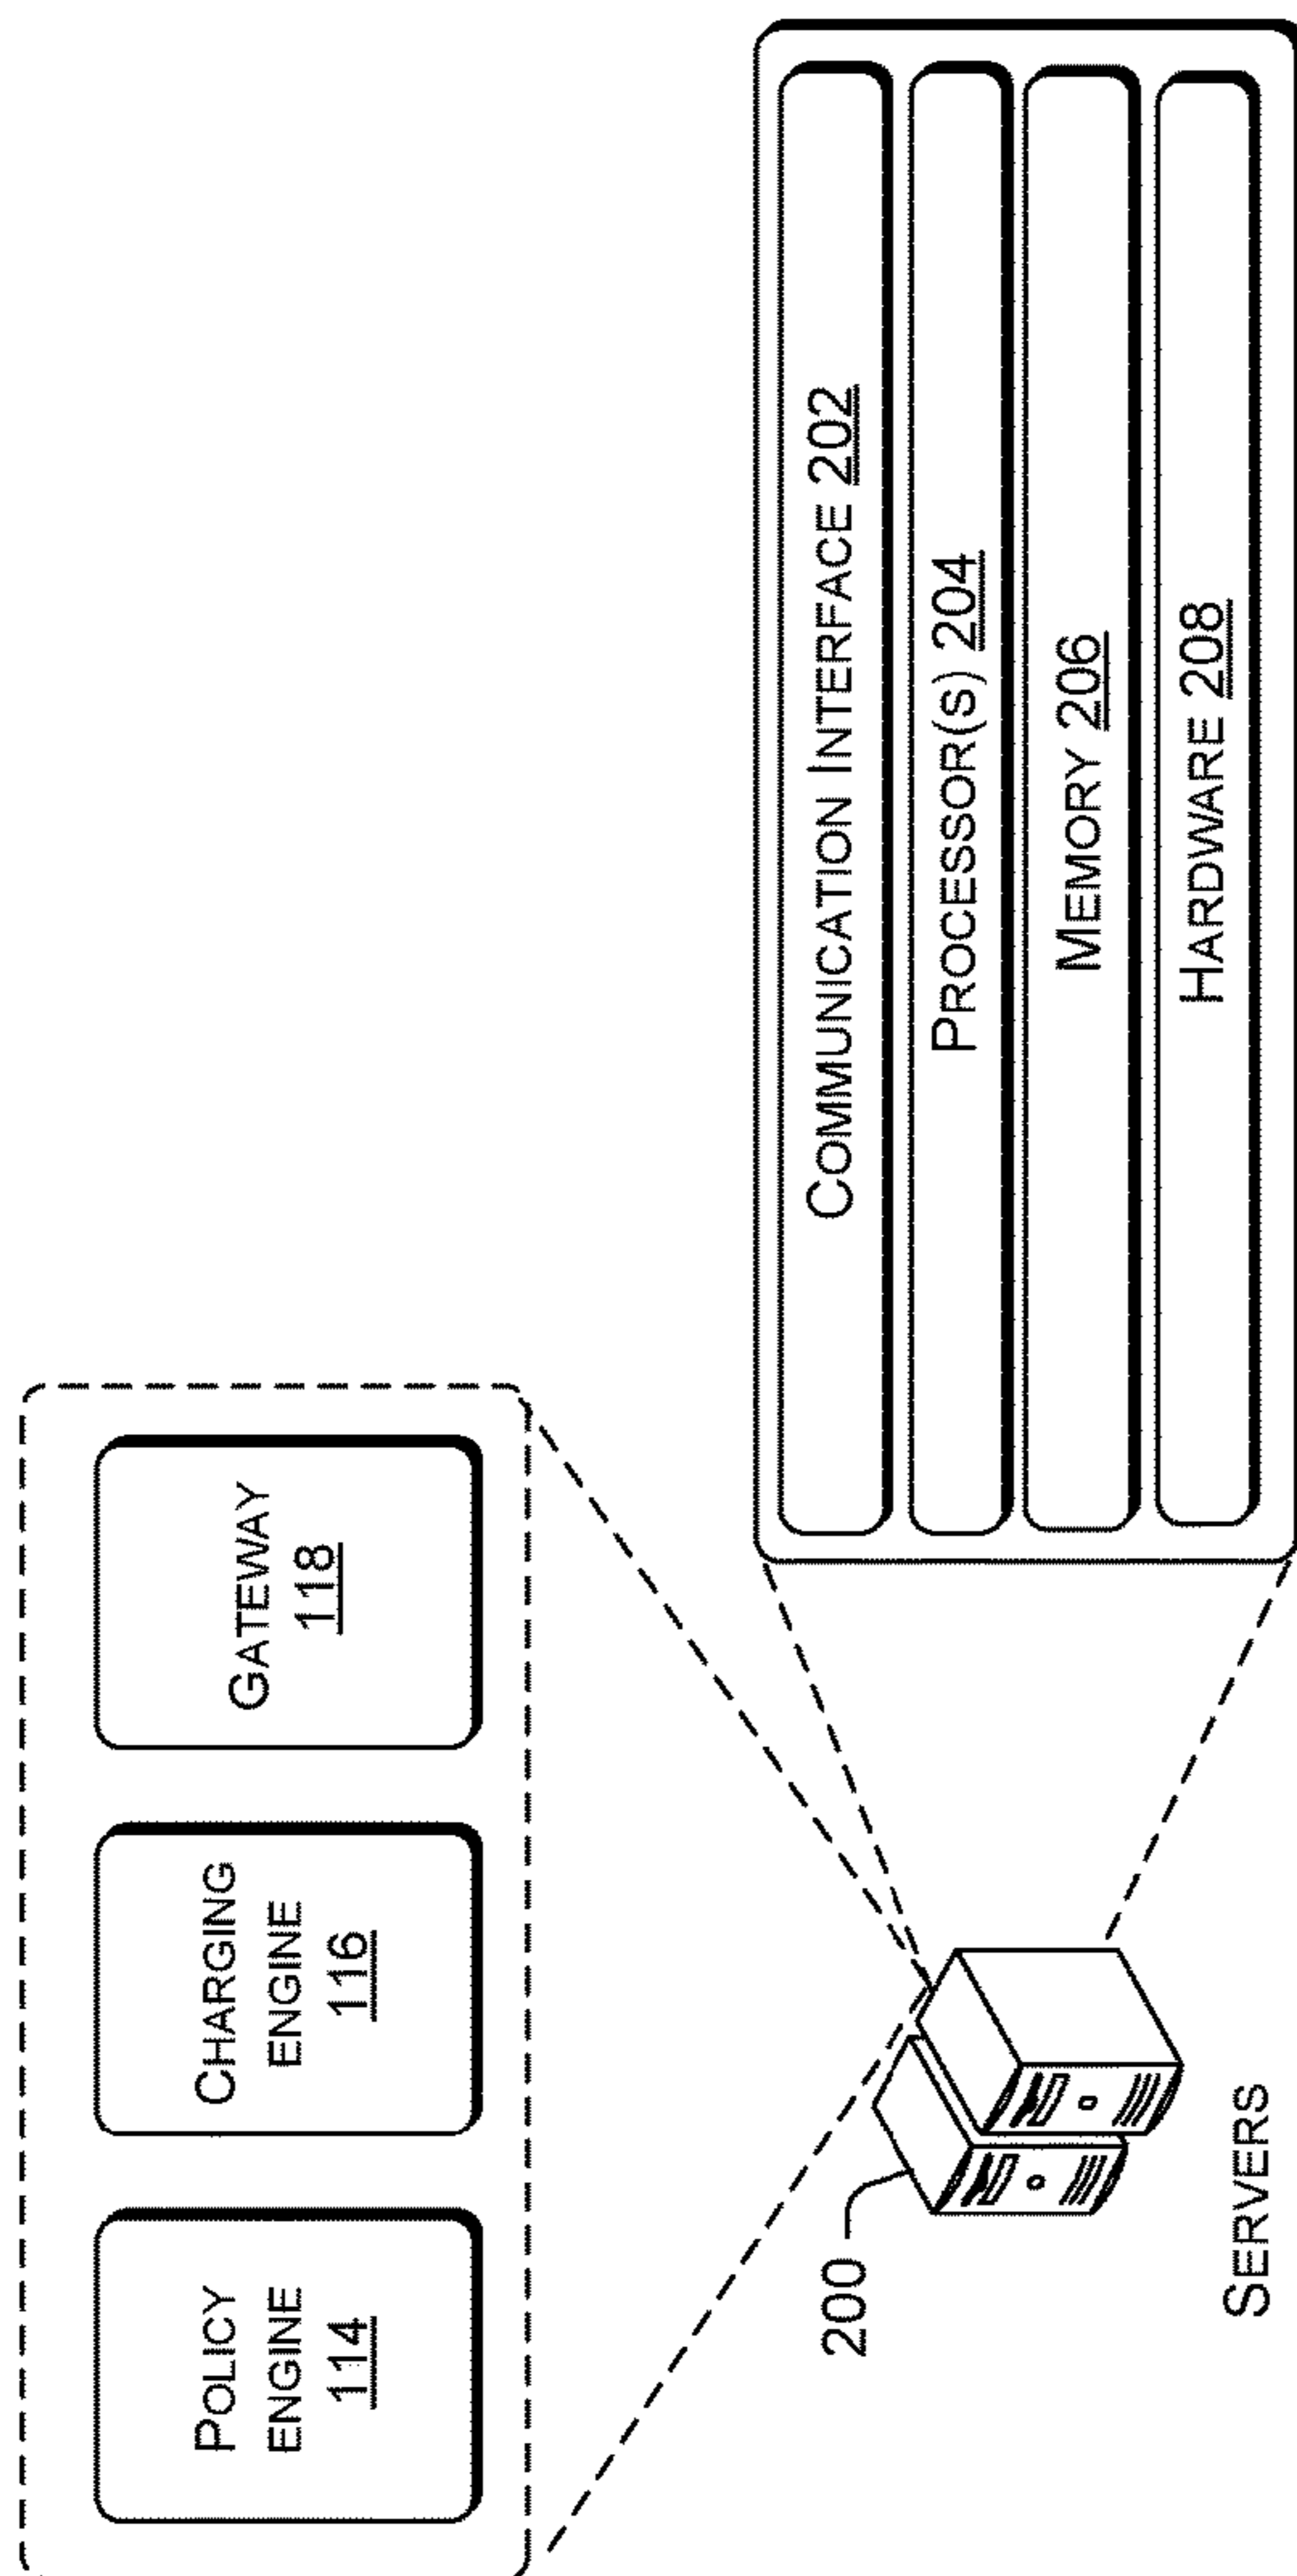 POLICY
ENGINE
114
CHARGING
ENGINE
116
GATEWAY
118
200
SERVERS
COMMUNICATION INTERFACE 202
PROCESSOR(S) 204
MEMORY 206
HARDWARE 208